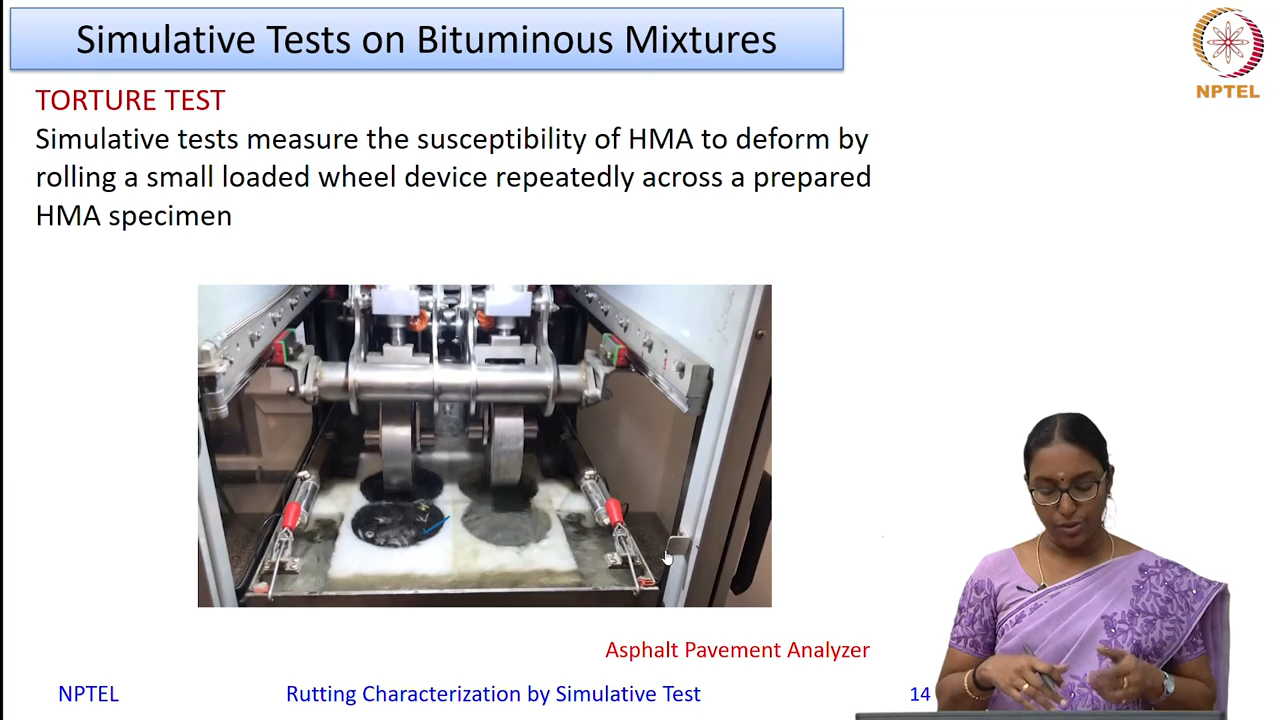 Simulative Tests on Bituminous Mixtures
NPTEL
TORTURE TEST
Simulative tests measure the susceptibility of HMA to deform by
rolling a small loaded wheel device repeatedly across a prepared
HMA specimen
Asphalt Pavement Analyzer
NPTEL
Rutting Characterization by Simulative Test
14